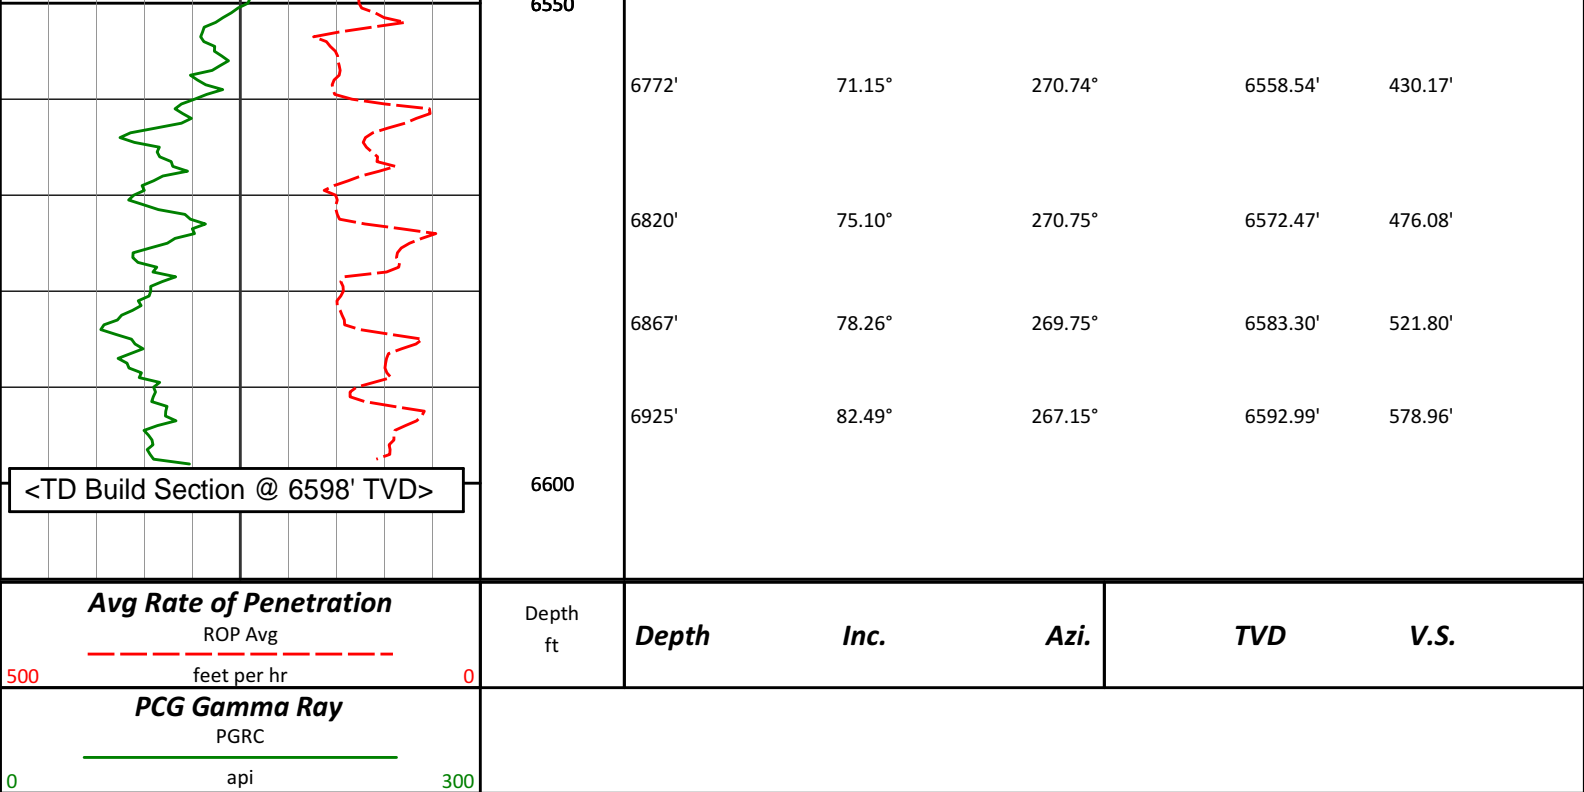 6550
6772' 71.15° 270.74° 6558.54' 430.17'
6820' 75.10° 270.75° 6572.47' 476.08'
6867' 78.26° 269.75° 6583.30' 521.80'
6925' 82.49° 267.15° 6592.99' 578.96'
<TD Build Section @ 6598' TVD>
6600
Avg Rate of Penetration
ROP Avg
500 feet per hr 0
Depth
ft
Depth Inc. Azi. TVD V.S.
PCG Gamma Ray
PGRC
0 api 300